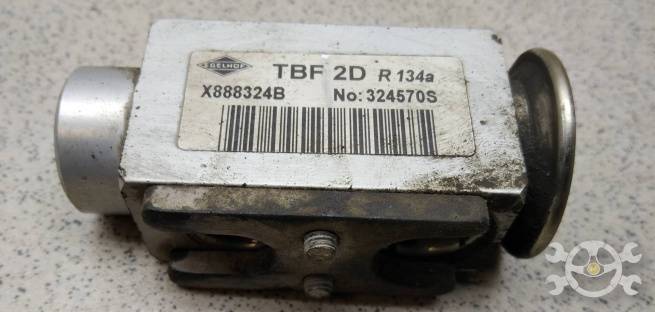 EGELHOF
TBF 2D R 134a
X888324B No: 324570S